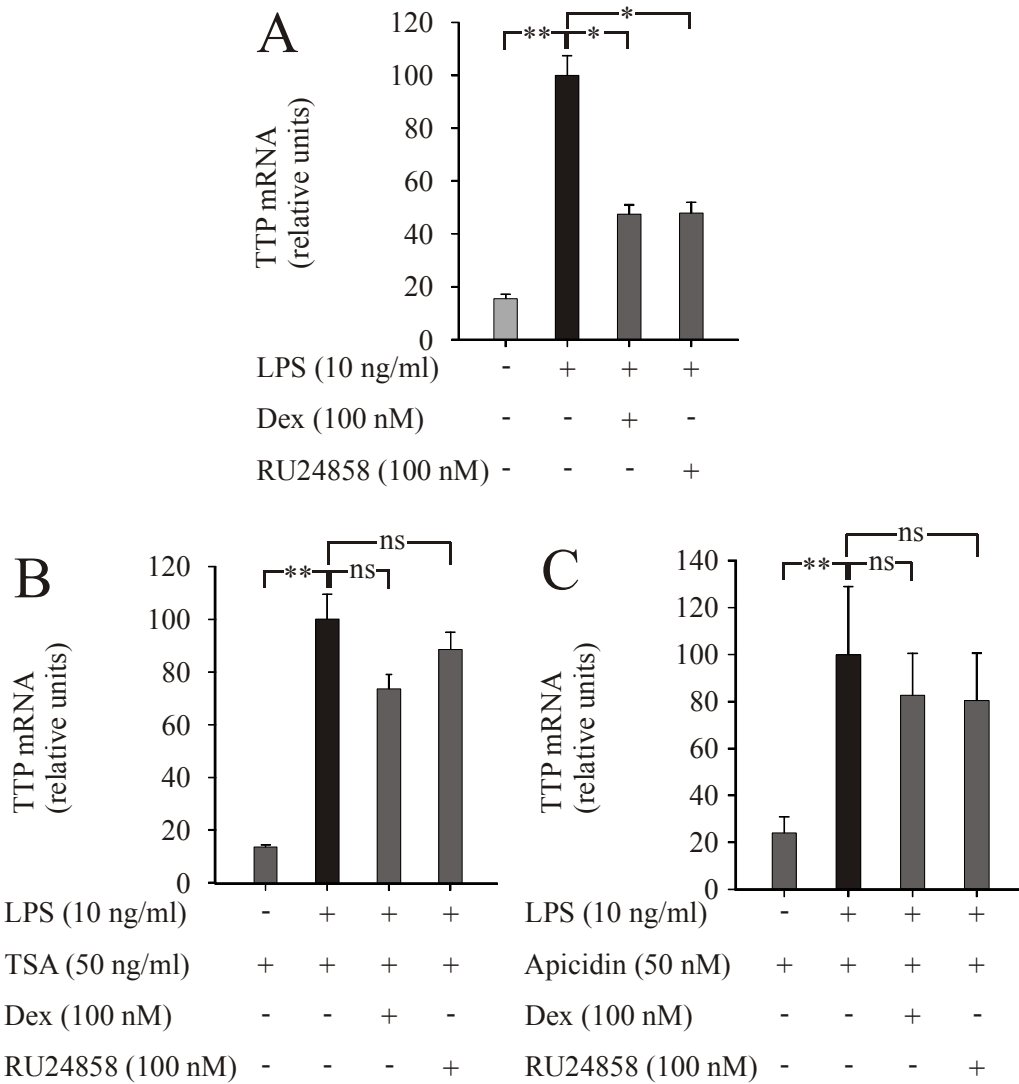 A
TTP mRNA
(relative units)
120
100
80
60
40
20
0
** * *
LPS (10 ng/ml) - + + +
Dex (100 nM) - - + -
RU24858 (100 nM) - - - +
B
TTP mRNA
(relative units)
120
100
80
60
40
20
0
ns
** ns
LPS (10 ng/ml) - + + +
TSA (50 ng/ml) + + + +
Dex (100 nM) - - + -
RU24858 (100 nM) - - - +
C
TTP mRNA
(relative units)
140
120
100
80
60
40
20
0
ns
** ns
LPS (10 ng/ml) - + + +
Apicidin (50 nM) + + + +
Dex (100 nM) - - + -
RU24858 (100 nM) - - - +